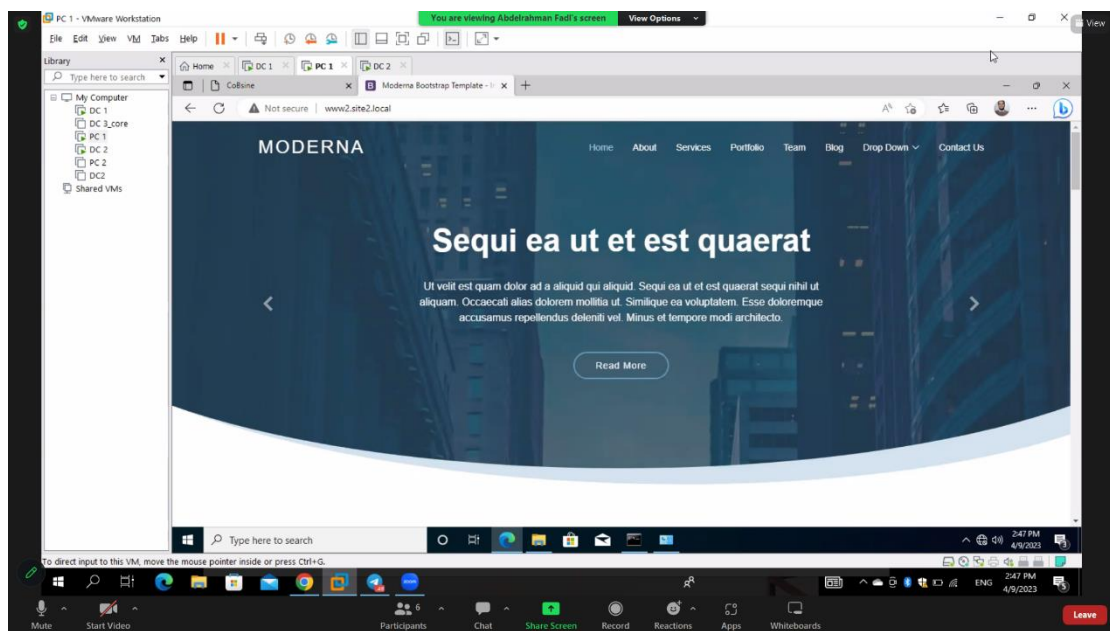 PC 1 - VMware Workstation
You are viewing Abdelrahman Fadl's screen View Options
View
File Edit View VM Tabs Help
Library
Type here to search
Home DC 1 PC 1 DC 2
My Computer
DC 1
DC 3_core
PC 1
DC 2
PC 2
DC2
Shared VMs
CoBsine Moderna Bootstrap Template - I
Not secure www2.site2.local
MODERNA
Home About Services Portfolio Team Blog Drop Down Contact Us
Sequi ea ut et est quaerat
Ut velit est quam dolor ad a aliquid qui aliquid. Sequi ea ut et est quaerat sequi nihil ut
aliquam. Occaecati alias dolorem mollitia ut. Similique ea voluptatem. Esse doloremque
accusamus repellendus deleniti vel. Minus et tempore modi architecto.
Read More
Type here to search
2:47 PM
4/9/2023
To direct input to this VM, move the mouse pointer inside or press Ctrl+G.
ENG
2:47 PM
4/9/2023
Mute Start Video Participants 6 Chat Share Screen Record Reactions Apps Whiteboards Leave